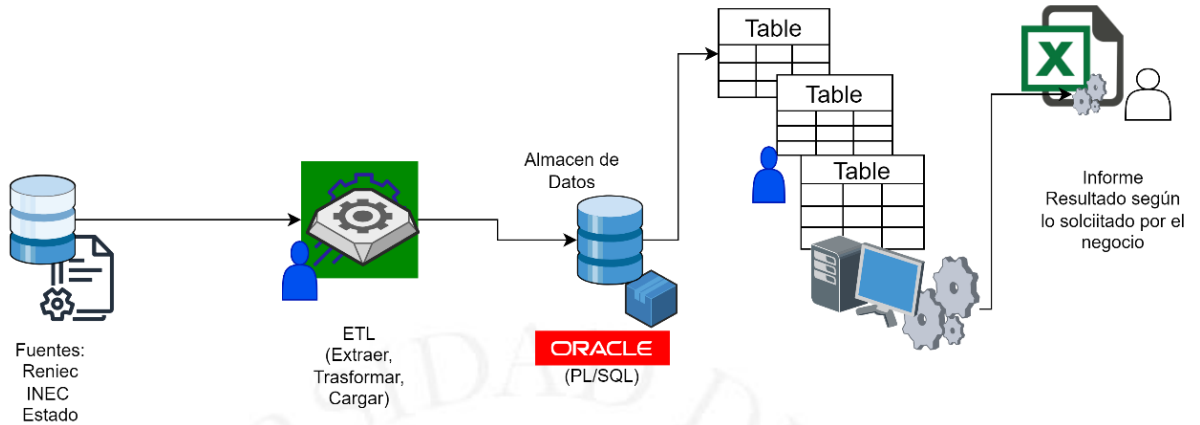 Fuentes:
Reniec
INEC
Estado
ETL
(Extraer,
Trasformar,
Cargar)
Almacen de
Datos
ORACLE
(PL/SQL)
Table
Table
Table
X
Informe
Resultado según
lo solciitado por el
negocio